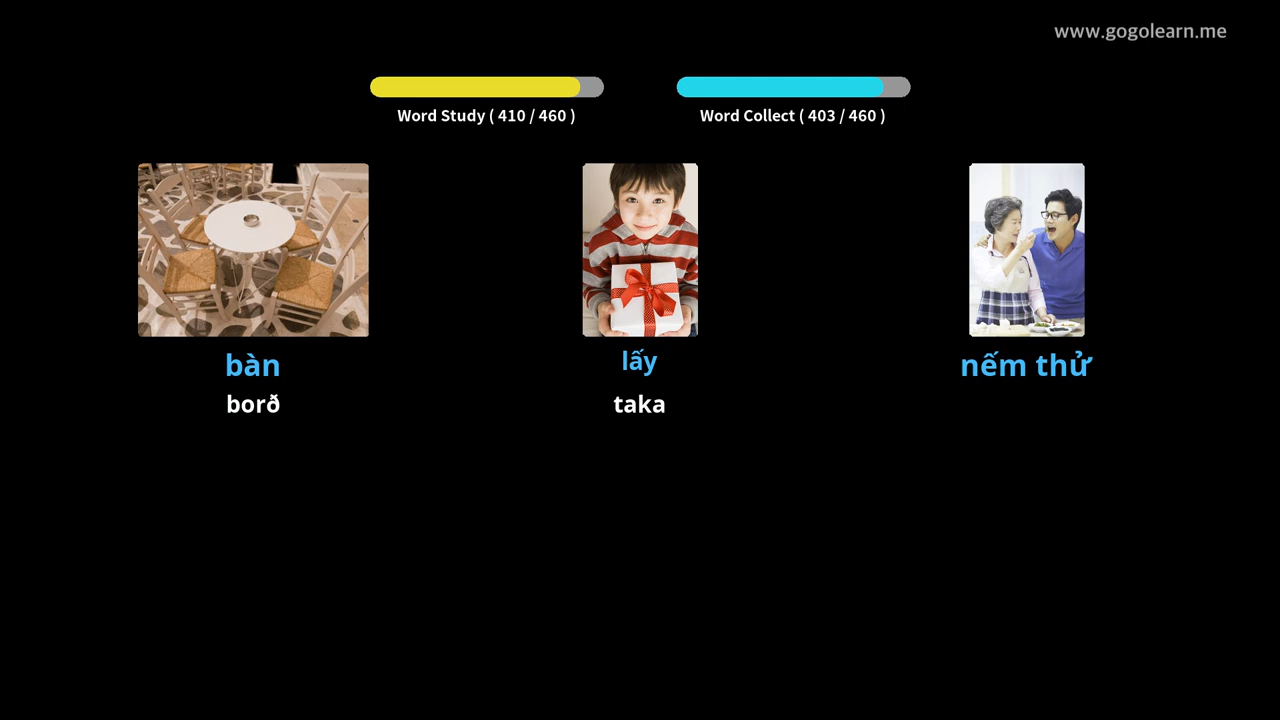 www.gogolearn.me
Word Study ( 410 / 460 )
Word Collect ( 403 / 460 )
bàn
lấy
nếm thử
borð
taka